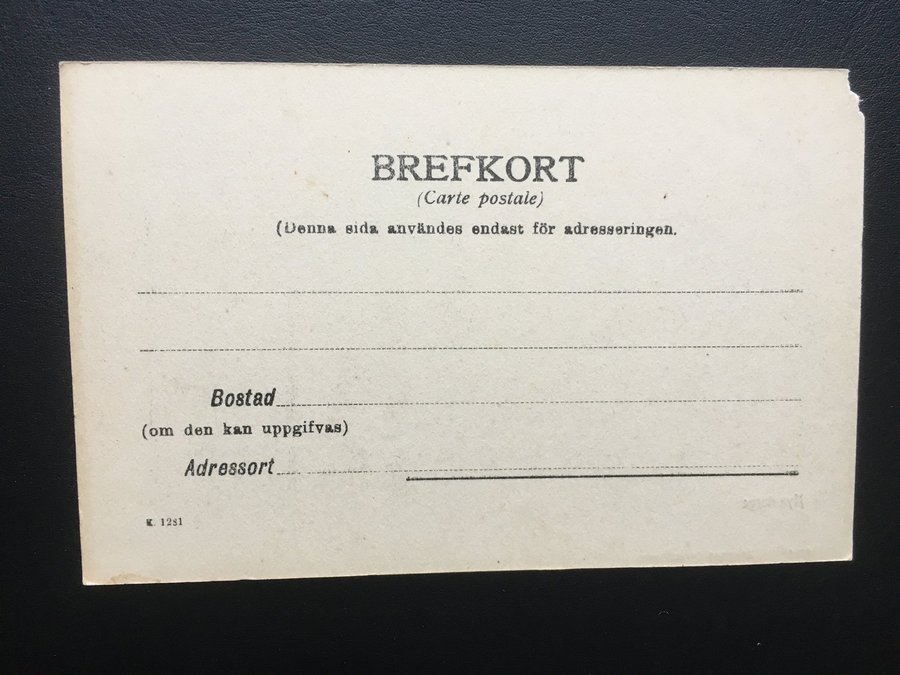 BREFKORT
(Carte postale)
(Denna sida användes endast för adresseringen.
Bostad
(om den kan uppgifvas)
Adressort
K. 1281